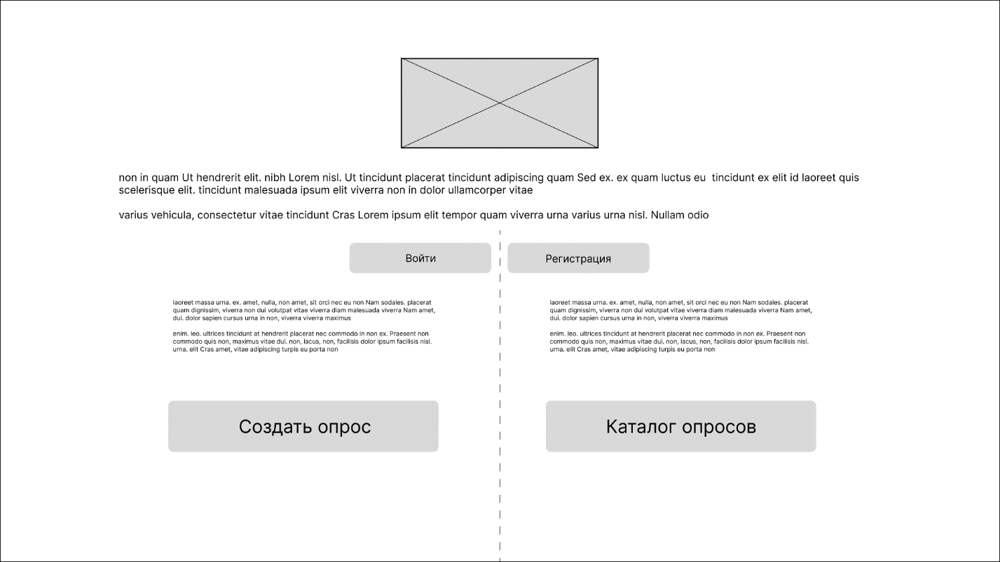 non in quam Ut hendrerit elit. nibh Lorem nisl. Ut tincidunt placerat tincidunt adipiscing quam Sed ex. ex quam luctus eu  tincidunt ex elit id laoreet quis
scelerisque elit. tincidunt malesuada ipsum elit viverra non in dolor ullamcorper vitae
varius vehicula, consectetur vitae tincidunt Cras Lorem ipsum elit tempor quam viverra urna varius urna nisl. Nullam odio
Войти
Регистрация
laoreet massa urna. ex. amet, nulla, non amet, sit orci nec eu non Nam sodales. placerat
quam dignissim, viverra non dui volutpat vitae viverra diam malesuada viverra Nam amet,
dui. dolor sapien cursus urna in non, viverra viverra maximus
enim. leo. ultrices tincidunt at hendrerit placerat nec commodo in non ex. Praesent non
commodo quis non, maximus vitae dui. non, lacus, non, facilisis dolor ipsum facilisis nisl.
urna. elit Cras amet, vitae adipiscing turpis eu porta non
Создать опрос
laoreet massa urna. ex. amet, nulla, non amet, sit orci nec eu non Nam sodales. placerat
quam dignissim, viverra non dui volutpat vitae viverra diam malesuada viverra Nam amet,
dui. dolor sapien cursus urna in non, viverra viverra maximus
enim. leo. ultrices tincidunt at hendrerit placerat nec commodo in non ex. Praesent non
commodo quis non, maximus vitae dui. non, lacus, non, facilisis dolor ipsum facilisis nisl.
urna. elit Cras amet, vitae adipiscing turpis eu porta non
Каталог опросов